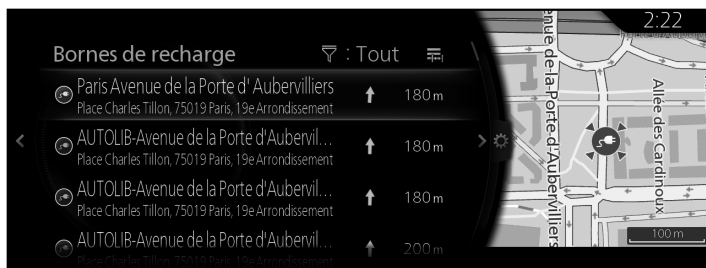 2:22
Bornes de recharge : Tout
Paris Avenue de la Porte d' Aubervilliers
180 m
Place Charles Tillon, 75019 Paris, 19e Arrondissement
AUTOLIB-Avenue de la Porte d'Aubervil...
180 m
Place Charles Tillon, 75019 Paris, 19e Arrondissement
AUTOLIB-Avenue de la Porte d'Aubervil...
180 m
Place Charles Tillon, 75019 Paris, 19e Arrondissement
AUTOLIB-Avenue de la Porte d'Aubervil...
200 m
Place Charles Tillon, 75019 Paris, 19e Arrondissement
nue-de-la-Porte-d'Aubervilliers
Allée des Cardinoux
100 m